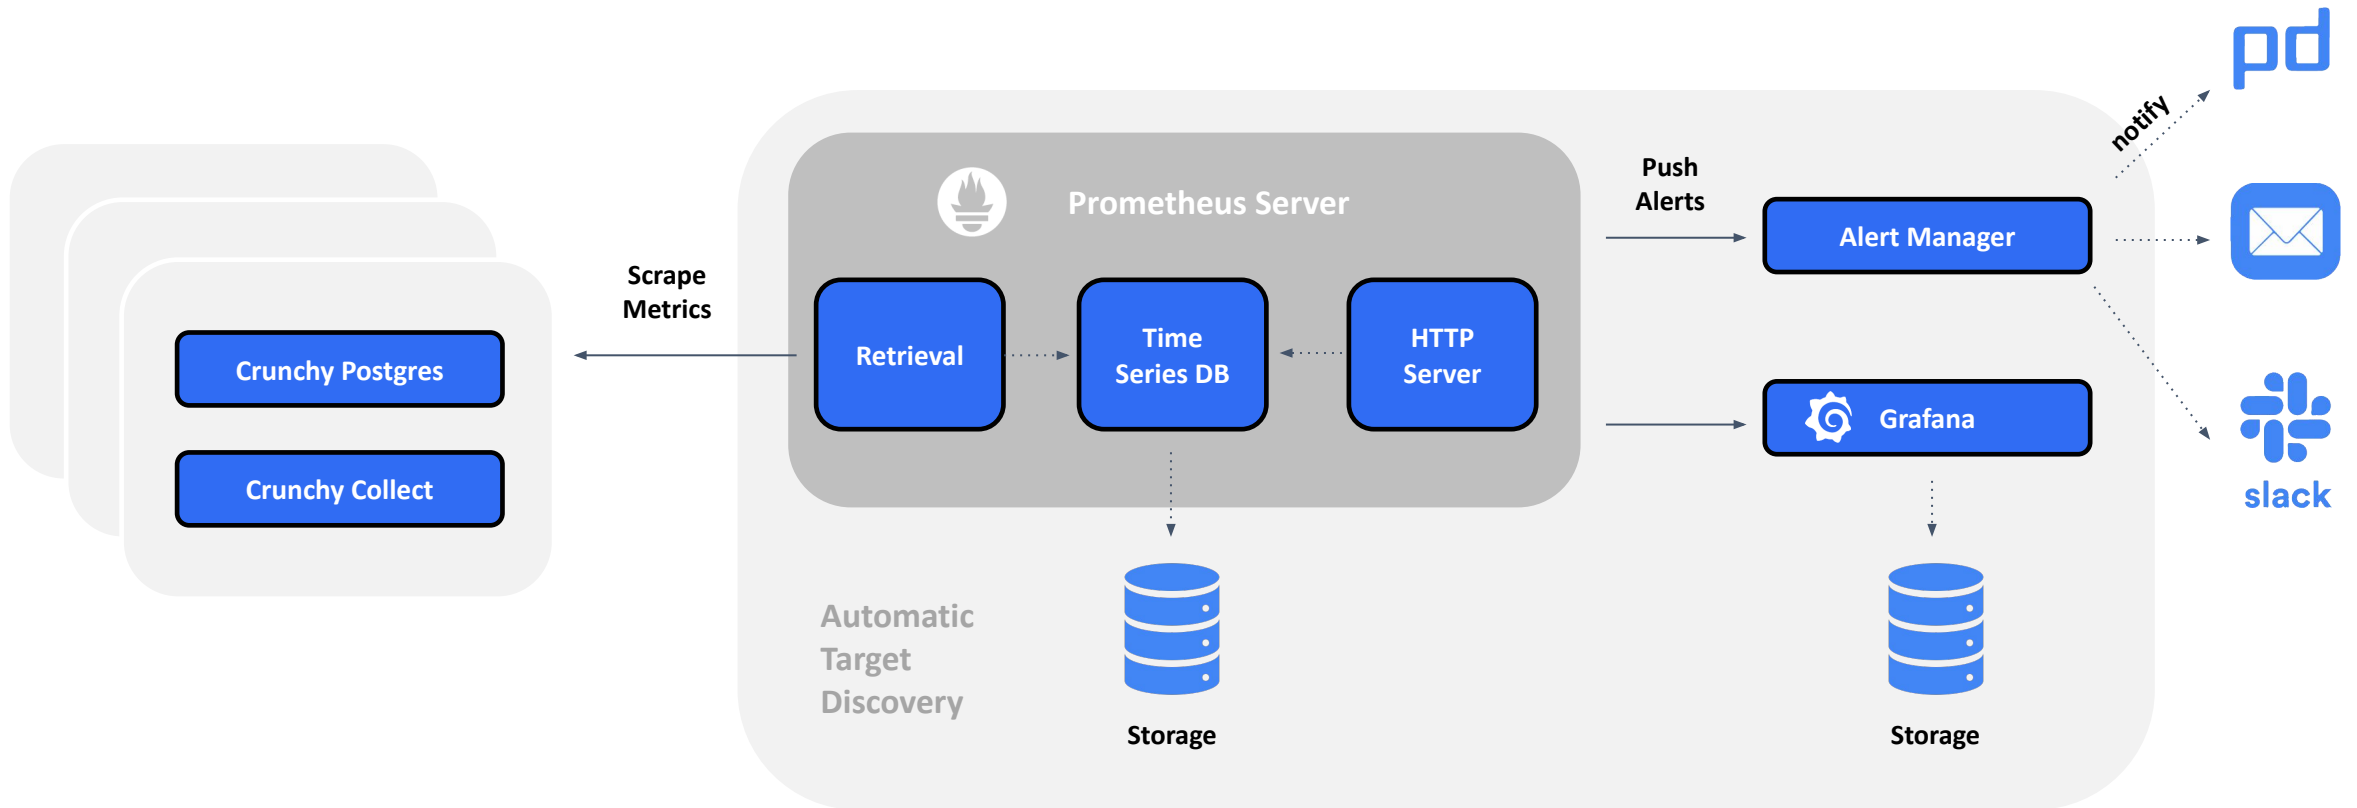 pd
notify
Prometheus Server
Push
Alerts
Alert Manager
Scrape
Metrics
Retrieval
Time
Series DB
HTTP
Server
Crunchy Postgres
Crunchy Collect
Grafana
slack
Automatic
Target
Discovery
Storage
Storage